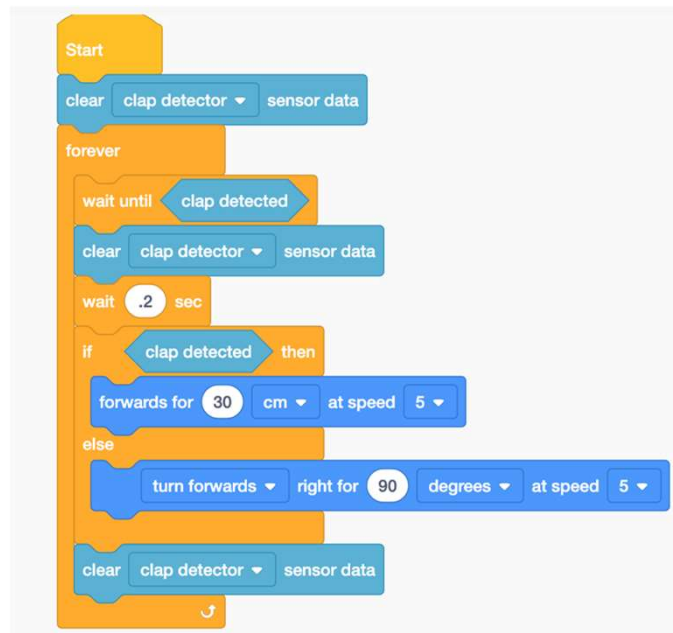 Start
clear clap detector sensor data
forever
wait until clap detected
clear clap detector sensor data
wait .2 sec
if clap detected then
forwards for 30 cm at speed 5
else
turn forwards right for 90 degrees at speed 5
clear clap detector sensor data